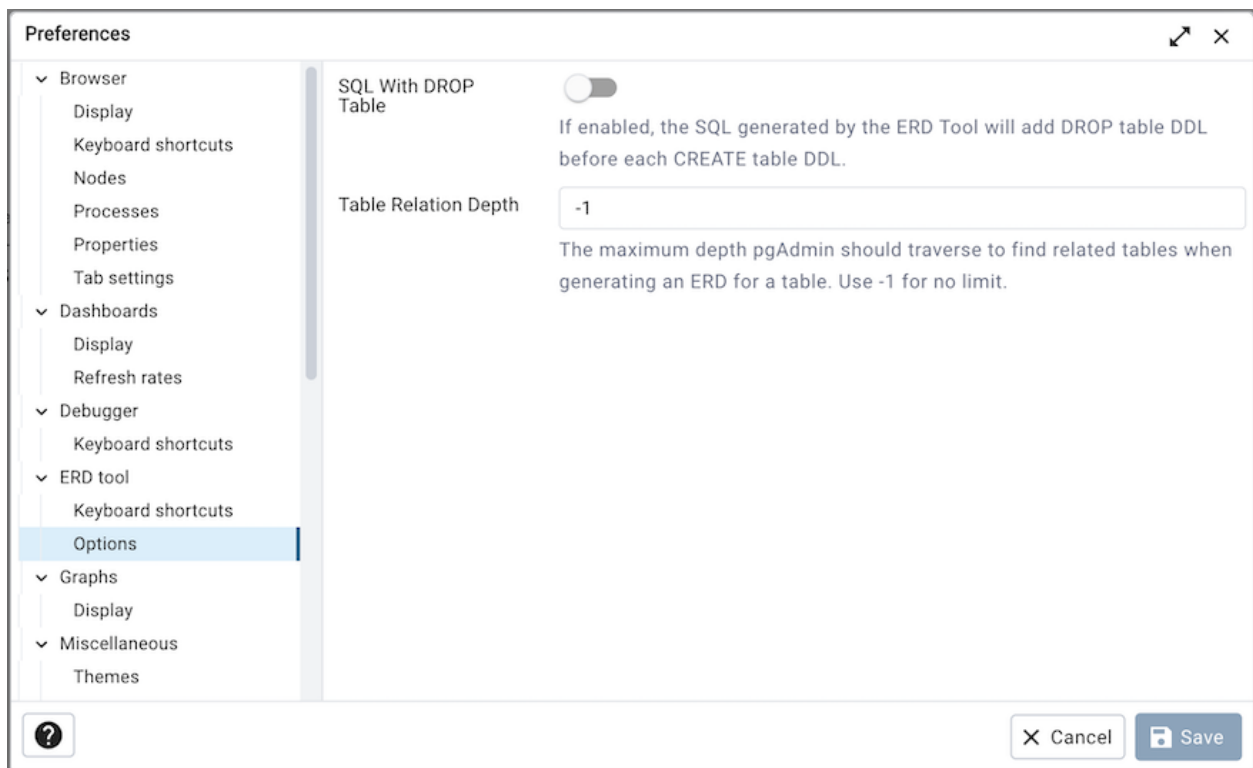 Preferences
Browser
Display
Keyboard shortcuts
Nodes
Processes
Properties
Tab settings
Dashboards
Display
Refresh rates
Debugger
Keyboard shortcuts
ERD tool
Keyboard shortcuts
Options
Graphs
Display
Miscellaneous
Themes
SQL With DROP
Table
If enabled, the SQL generated by the ERD Tool will add DROP table DDL
before each CREATE table DDL.
Table Relation Depth
-1
The maximum depth pgAdmin should traverse to find related tables when
generating an ERD for a table. Use -1 for no limit.
?
Cancel
Save